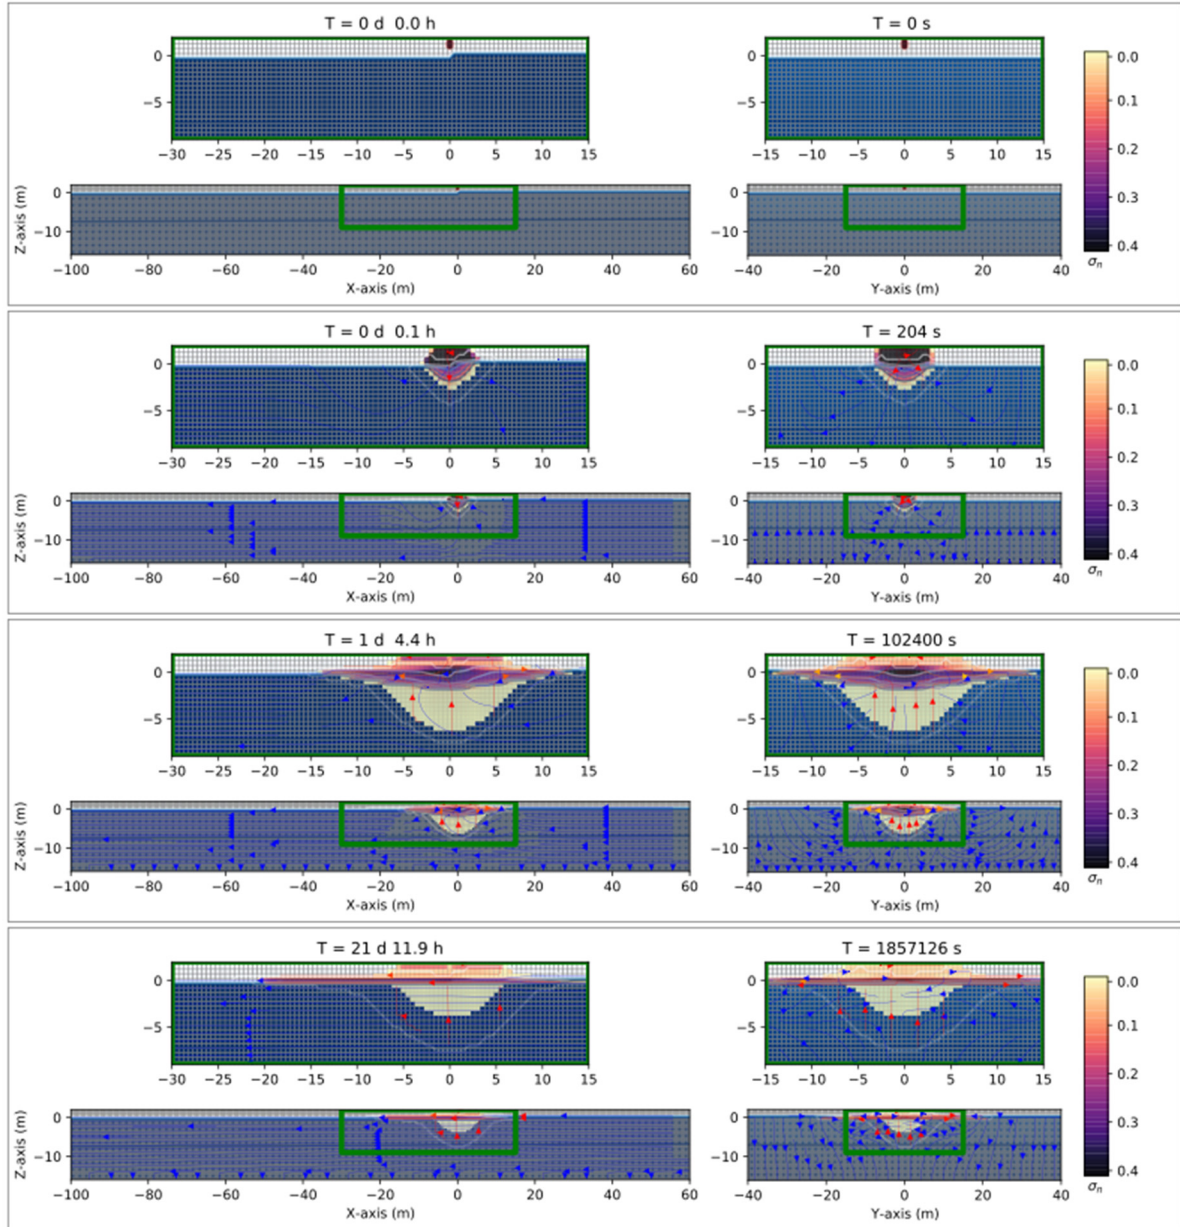 T = 0 d 0.0 h
T = 0 s
0
−5
−30 −25 −20 −15 −10 −5 0 5 10 15
−15 −10 −5 0 5 10 15
0.0
0.1
0.2
0.3
0.4
σn
Z-axis (m)
0
−10
−100 −80 −60 −40 −20 0 20 40 60
−40 −20 0 20 40
X-axis (m)
Y-axis (m)
T = 0 d 0.1 h
T = 204 s
0
−5
−30 −25 −20 −15 −10 −5 0 5 10 15
−15 −10 −5 0 5 10 15
0.0
0.1
0.2
0.3
0.4
σn
Z-axis (m)
0
−10
−100 −80 −60 −40 −20 0 20 40 60
−40 −20 0 20 40
X-axis (m)
Y-axis (m)
T = 1 d 4.4 h
T = 102400 s
0
−5
−30 −25 −20 −15 −10 −5 0 5 10 15
−15 −10 −5 0 5 10 15
0.0
0.1
0.2
0.3
0.4
σn
Z-axis (m)
0
−10
−100 −80 −60 −40 −20 0 20 40 60
−40 −20 0 20 40
X-axis (m)
Y-axis (m)
T = 21 d 11.9 h
T = 1857126 s
0
−5
−30 −25 −20 −15 −10 −5 0 5 10 15
−15 −10 −5 0 5 10 15
0.0
0.1
0.2
0.3
0.4
σn
Z-axis (m)
0
−10
−100 −80 −60 −40 −20 0 20 40 60
−40 −20 0 20 40
X-axis (m)
Y-axis (m)